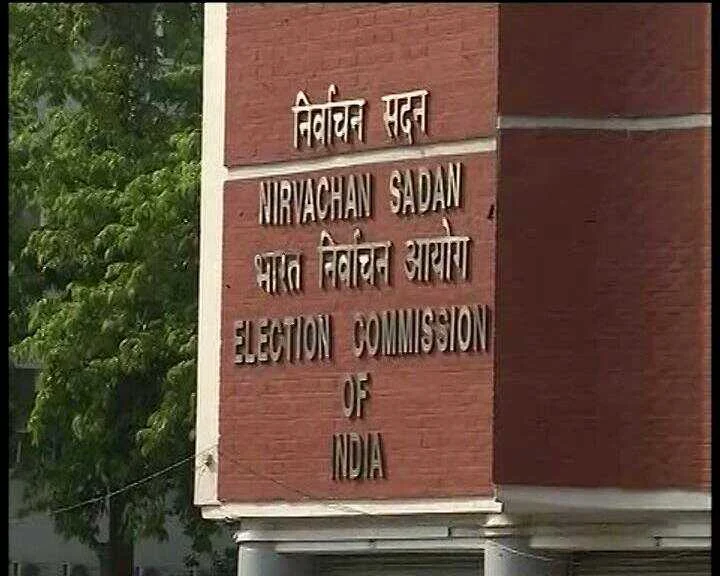 निर्वाचन सदन
NIRVACHAN SADAN
भारत निर्वाचन आयोग
ELECTION COMMISSION
OF
INDIA